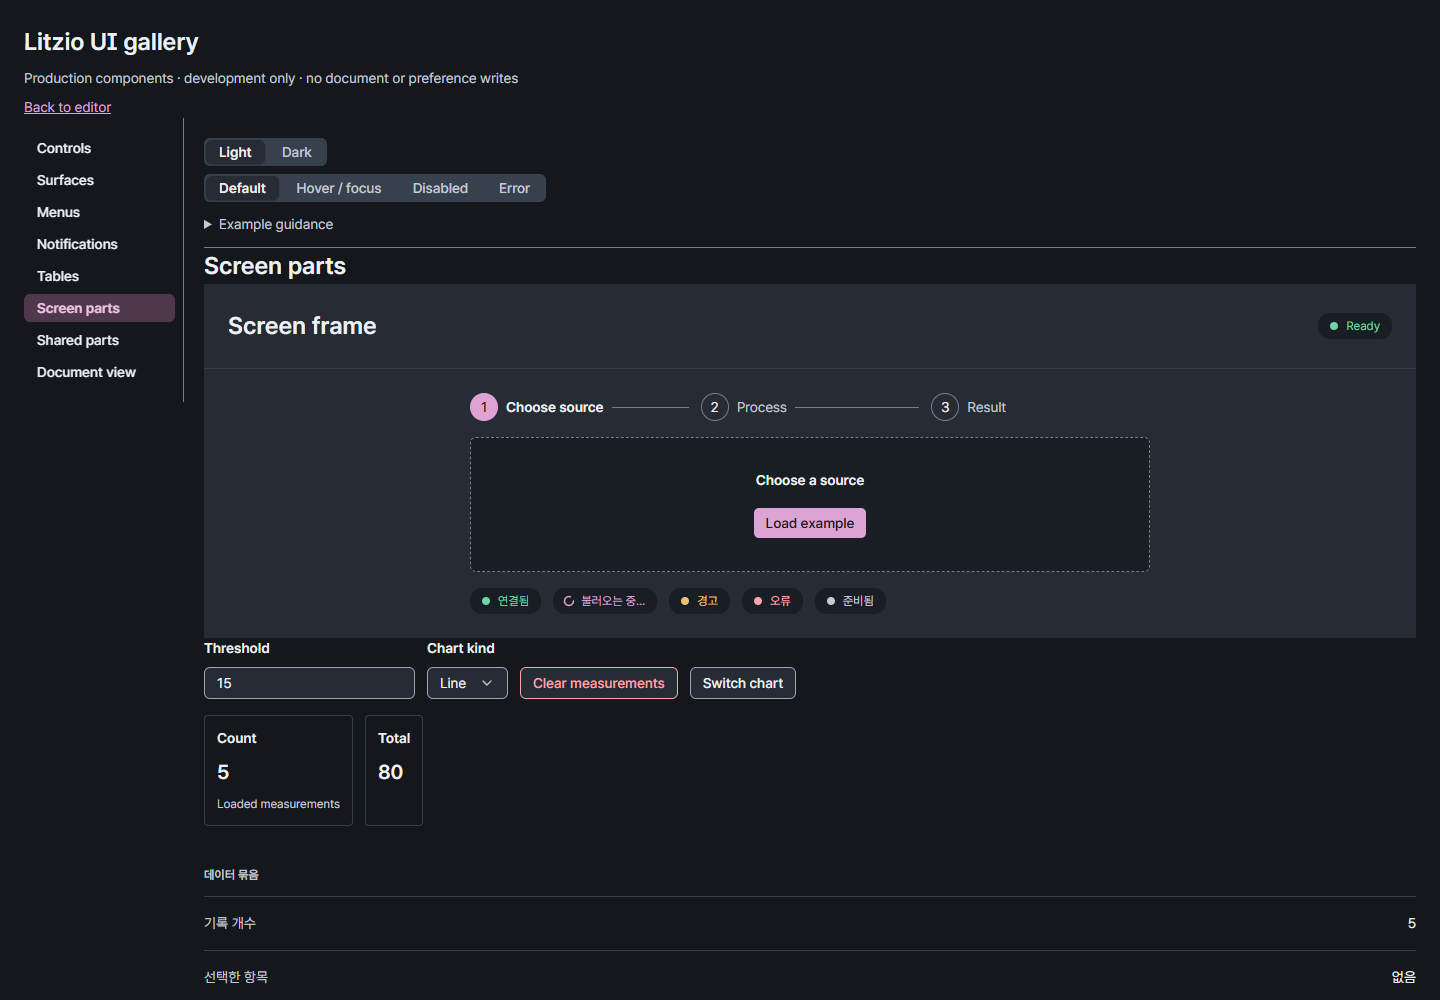 Litzio UI gallery
Production components · development only · no document or preference writes
Back to editor
Controls
Surfaces
Menus
Notifications
Tables
Screen parts
Shared parts
Document view
Light Dark
Default Hover / focus Disabled Error
Example guidance
Screen parts
Screen frame
Ready
1 Choose source 2 Process 3 Result
Choose a source
Load example
연결됨 불러오는 중... 경고 오류 준비됨
Threshold Chart kind
15 Line Clear measurements Switch chart
Count
5
Loaded measurements
Total
80
데이터 묶음
기록 개수 5
선택한 항목 없음